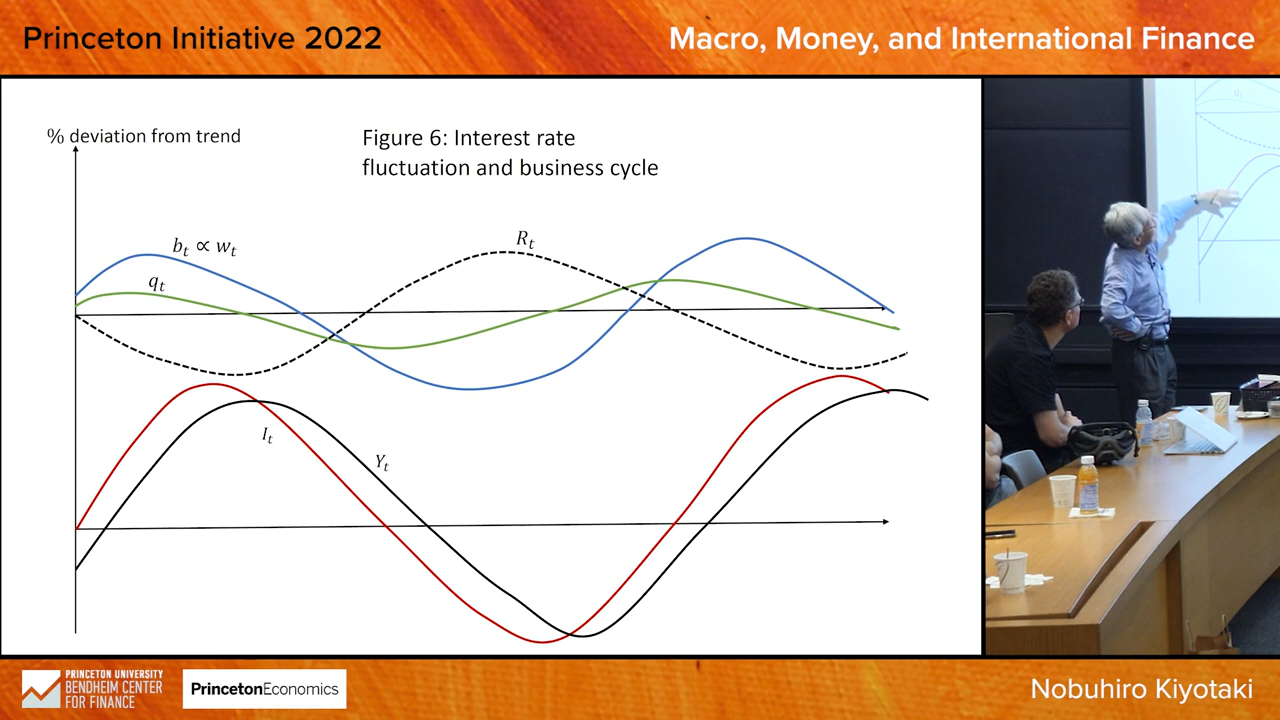 Princeton Initiative 2022
Macro, Money, and International Finance
% deviation from trend
Figure 6: Interest rate
fluctuation and business cycle
b_t ∝ w_t
R_t
q_t
I_t
Y_t
PRINCETON UNIVERSITY
BENDHEIM CENTER
FOR FINANCE
PrincetonEconomics
Nobuhiro Kiyotaki